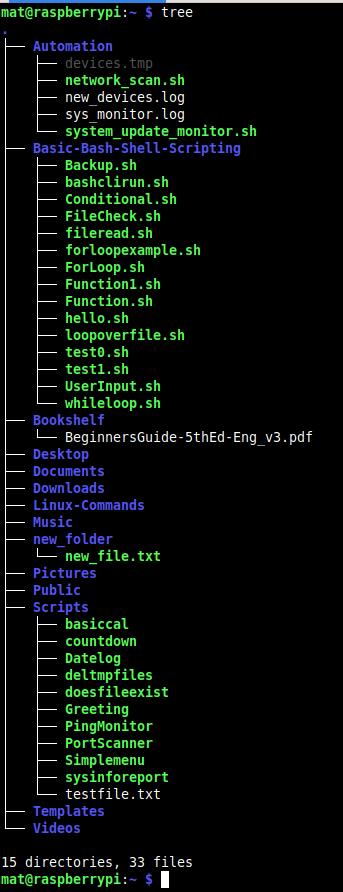 mat@raspberrypi:~ $ tree
.
├── Automation
│   ├── devices.tmp
│   ├── network_scan.sh
│   ├── new_devices.log
│   ├── sys_monitor.log
│   └── system_update_monitor.sh
├── Basic-Bash-Shell-Scripting
│   ├── Backup.sh
│   ├── bashclirun.sh
│   ├── Conditional.sh
│   ├── FileCheck.sh
│   ├── fileread.sh
│   ├── forloopexample.sh
│   ├── ForLoop.sh
│   ├── Function1.sh
│   ├── Function.sh
│   ├── hello.sh
│   ├── loopoverfile.sh
│   ├── test0.sh
│   ├── test1.sh
│   ├── UserInput.sh
│   └── whileloop.sh
├── Bookshelf
│   └── BeginnersGuide-5thEd-Eng_v3.pdf
├── Desktop
├── Documents
├── Downloads
├── Linux-Commands
├── Music
├── new_folder
│   └── new_file.txt
├── Pictures
├── Public
├── Scripts
│   ├── basiccal
│   ├── countdown
│   ├── Datelog
│   ├── deltmpfiles
│   ├── doesfileexist
│   ├── Greeting
│   ├── PingMonitor
│   ├── PortScanner
│   ├── Simplemenu
│   ├── sysinforeport
│   └── testfile.txt
├── Templates
└── Videos

15 directories, 33 files
mat@raspberrypi:~ $